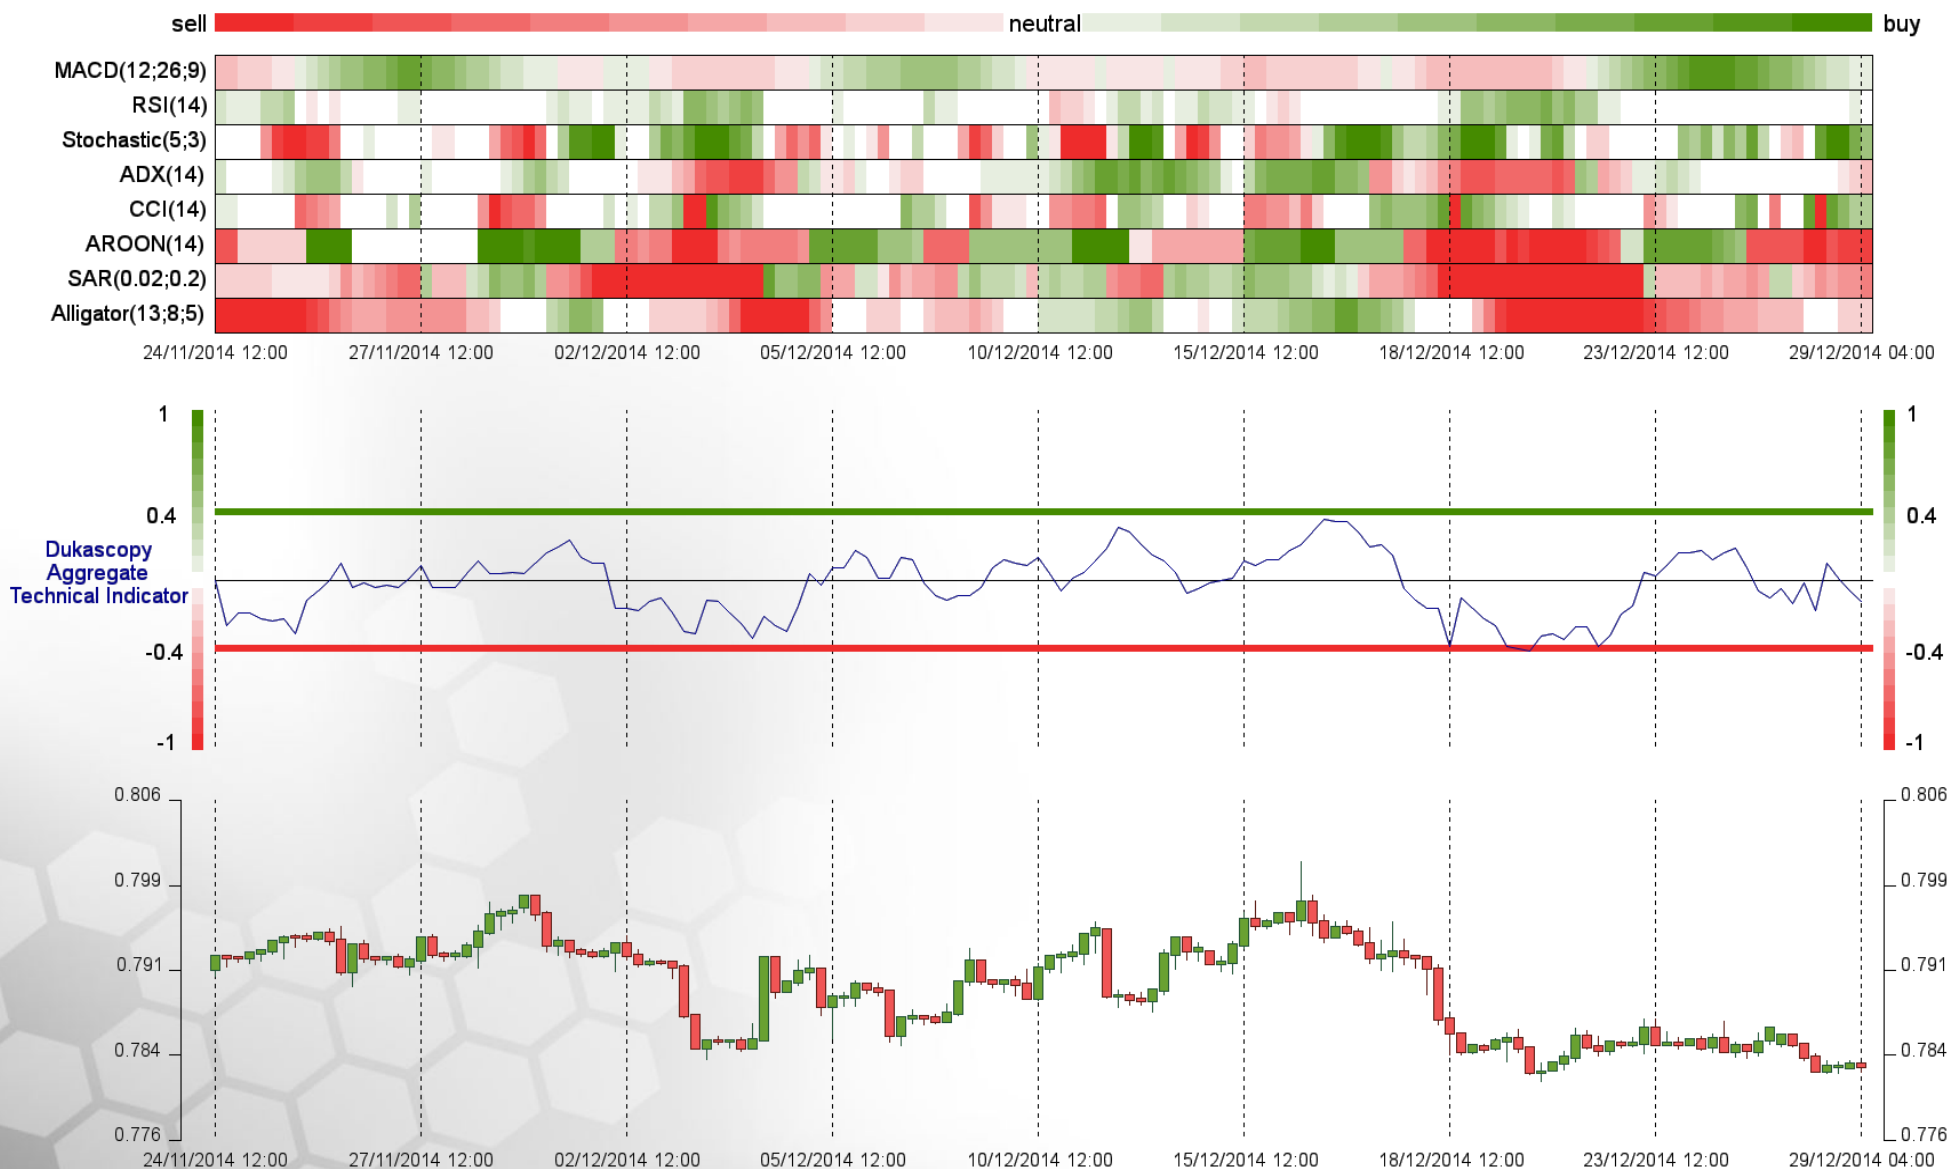 sell neutral buy
MACD(12;26;9)
RSI(14)
Stochastic(5;3)
ADX(14)
CCI(14)
AROON(14)
SAR(0.02;0.2)
Alligator(13;8;5)
24/11/2014 12:00 27/11/2014 12:00 02/12/2014 12:00 05/12/2014 12:00 10/12/2014 12:00 15/12/2014 12:00 18/12/2014 12:00 23/12/2014 12:00 29/12/2014 04:00
1 1
0.4 0.4
Dukascopy
Aggregate
Technical Indicator
-0.4 -0.4
-1 -1
0.806 0.806
0.799 0.799
0.791 0.791
0.784 0.784
0.776 0.776
24/11/2014 12:00 27/11/2014 12:00 02/12/2014 12:00 05/12/2014 12:00 10/12/2014 12:00 15/12/2014 12:00 18/12/2014 12:00 23/12/2014 12:00 29/12/2014 04:00